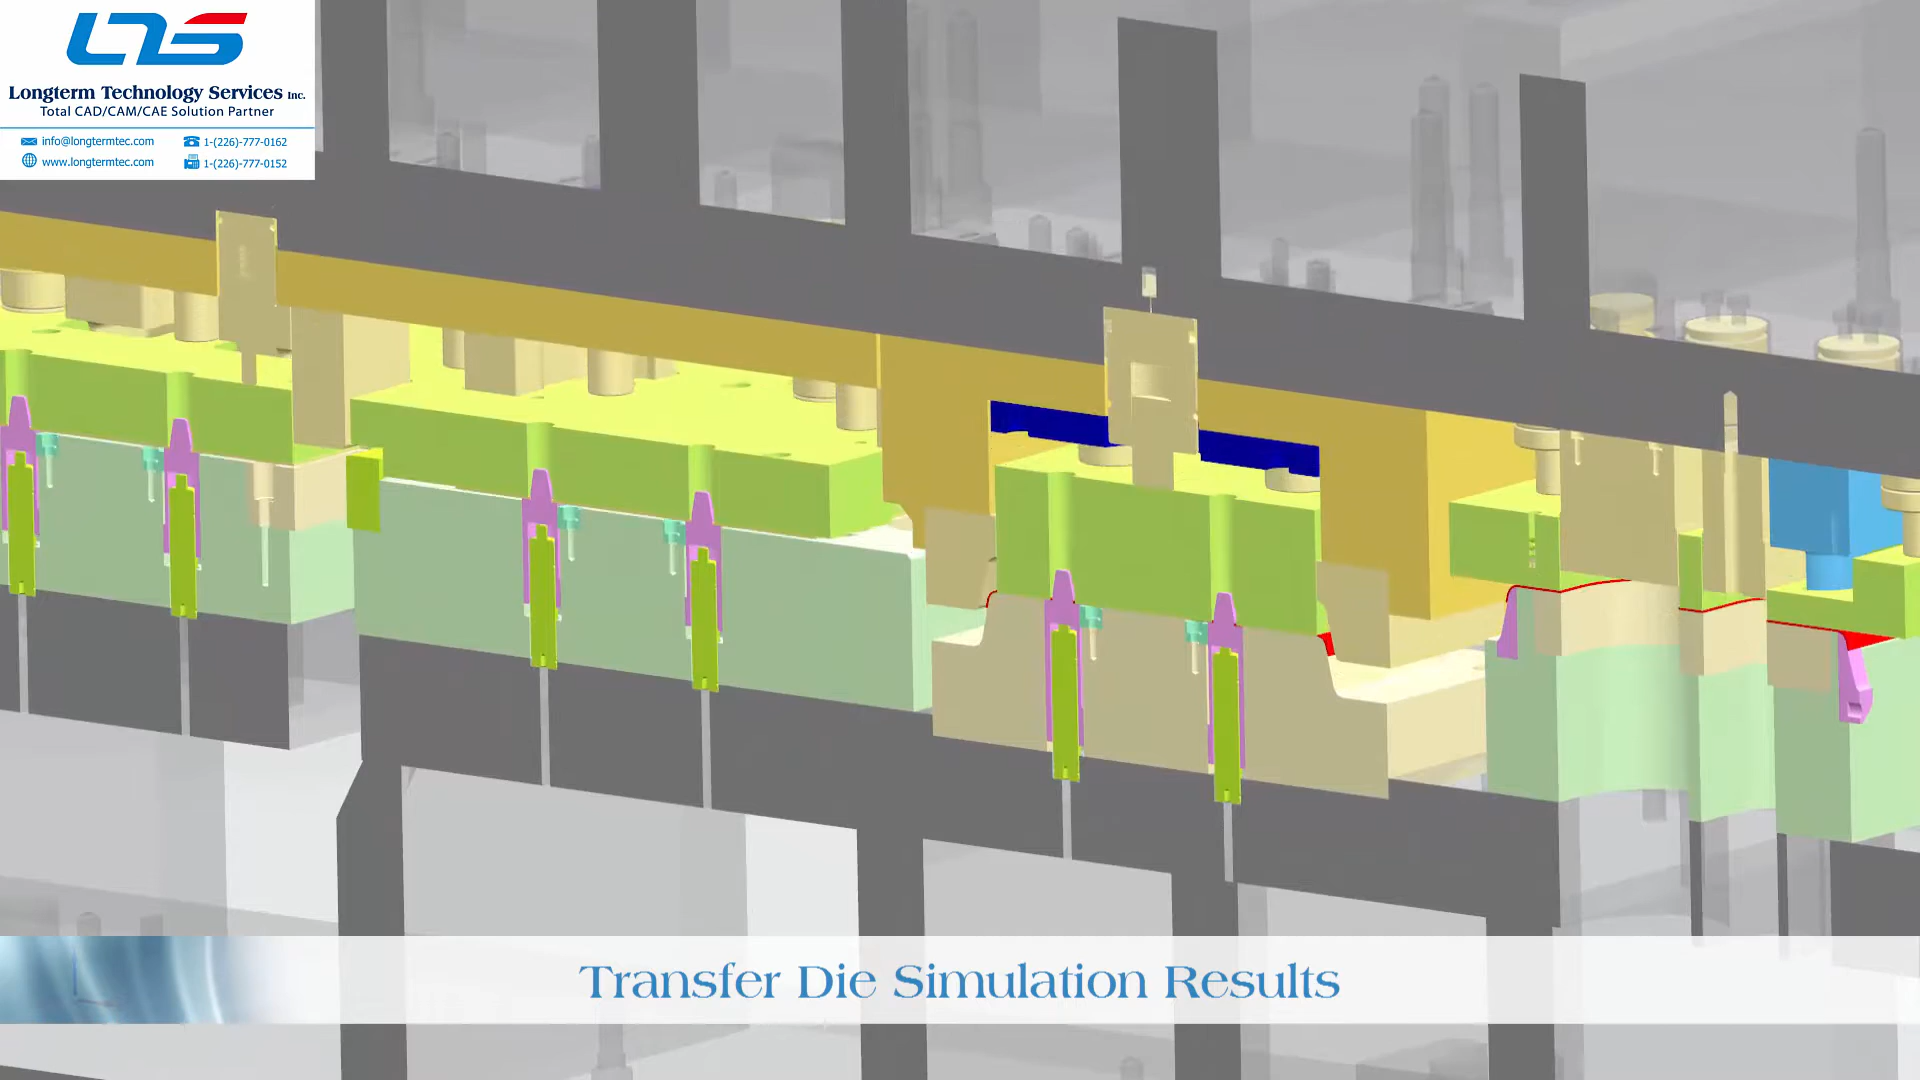 LTS
Longterm Technology Services Inc.
Total CAD/CAM/CAE Solution Partner
info@longtermtec.com 1-(226)-777-0162
www.longtermtec.com 1-(226)-777-0152
Transfer Die Simulation Results